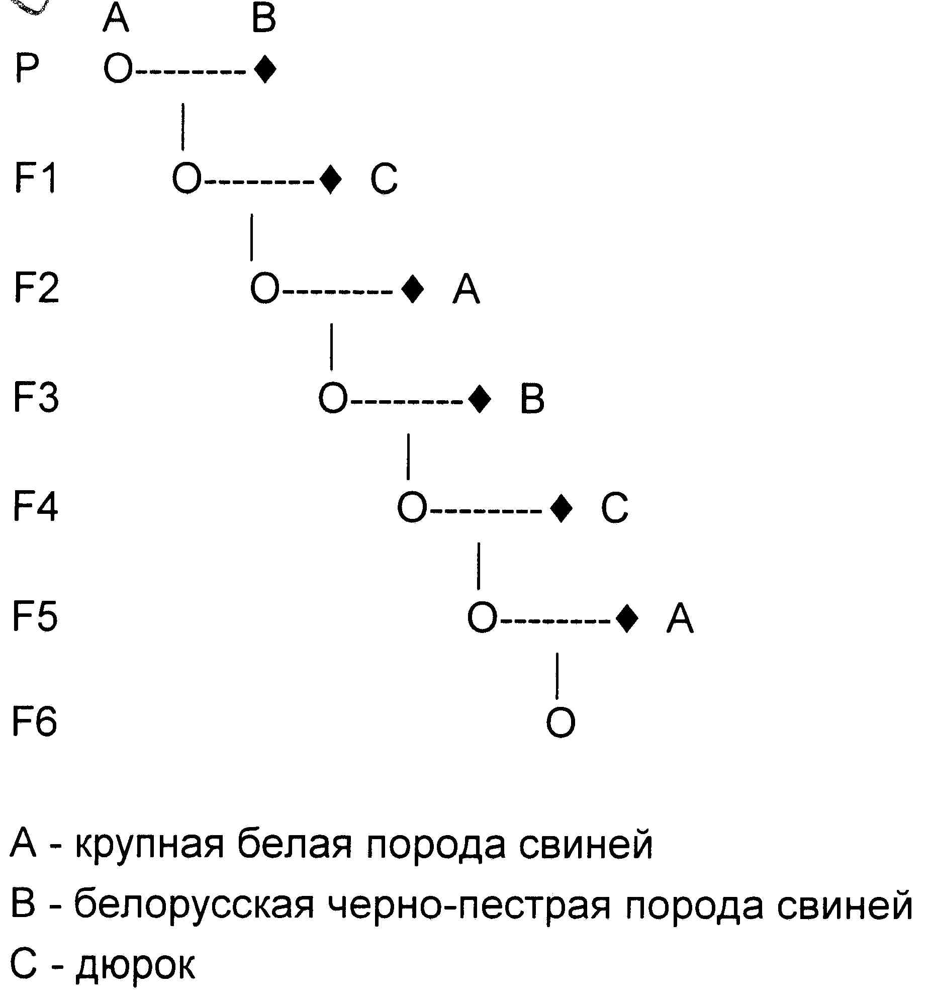 A B
P O ---------- ♦
F1 O ---------- ♦ C
F2 O ---------- ♦ A
F3 O ---------- ♦ B
F4 O ---------- ♦ C
F5 O ---------- ♦ A
F6 O
A - крупная белая порода свиней
B - белорусская черно-пестрая порода свиней
C - дюрок